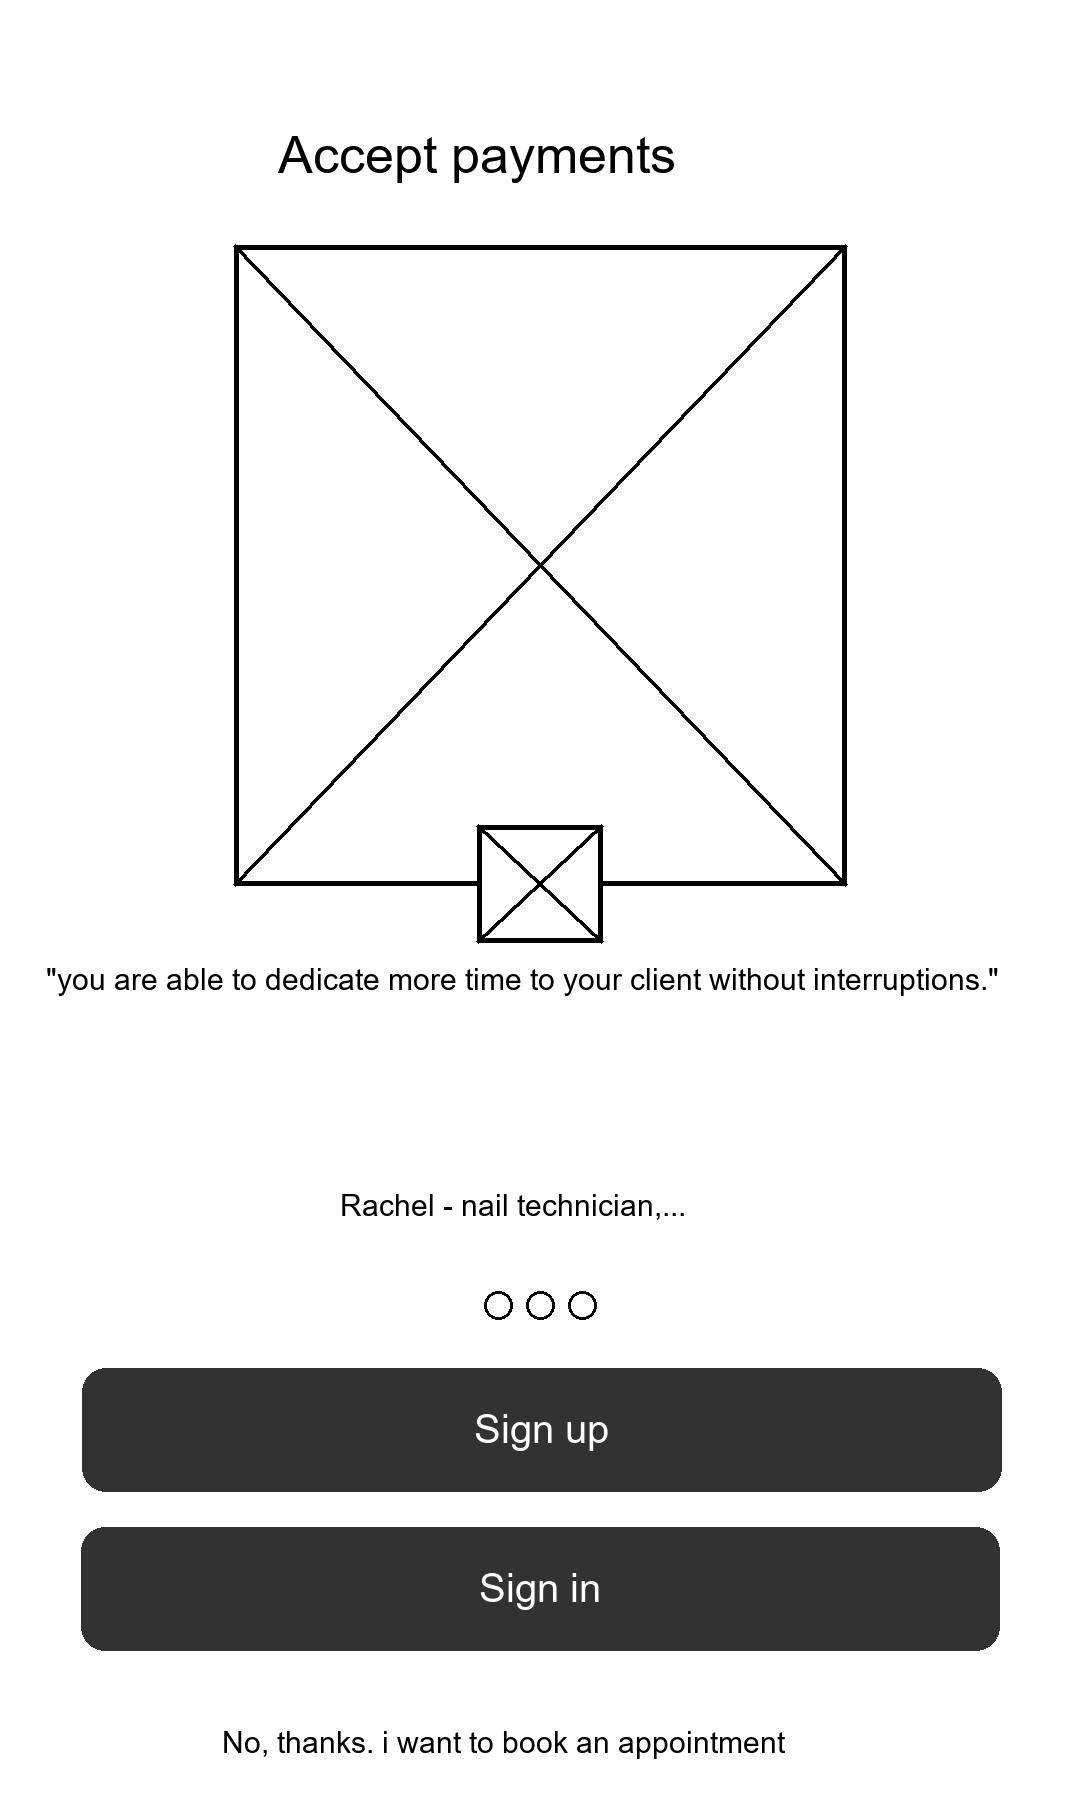 Accept payments
"you are able to dedicate more time to your client without interruptions."
Rachel - nail technician,...
Sign up
Sign in
No, thanks. i want to book an appointment